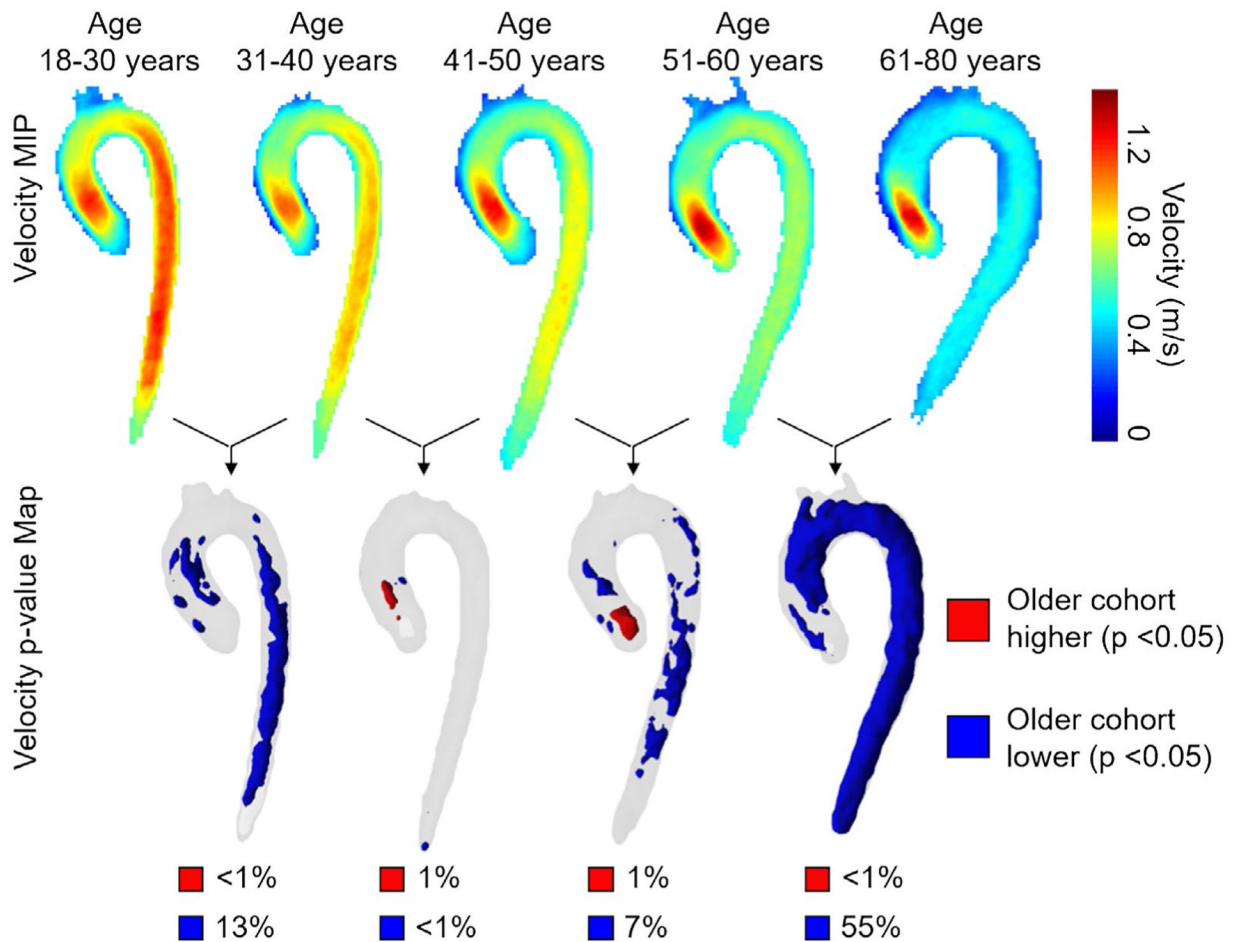 Age
18-30 years
Age
31-40 years
Age
41-50 years
Age
51-60 years
Age
61-80 years
Velocity MIP
1.2
0.8
0.4
0
Velocity (m/s)
Velocity p-value Map
Older cohort
higher (p <0.05)
Older cohort
lower (p <0.05)
<1%
1%
1%
<1%
13%
<1%
7%
55%